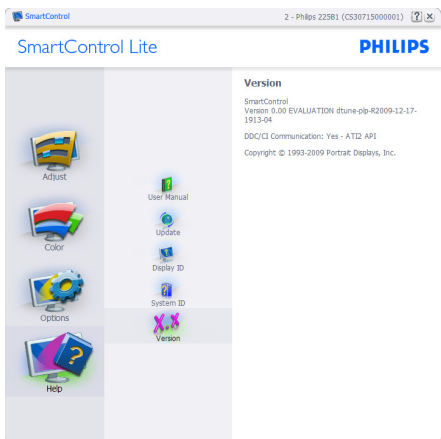 SmartControl
2 - Philips 225B1 (CS30715000001)
SmartControl Lite
PHILIPS
Version
SmartControl
Version 0.00 EVALUATION dtune-plp-R2009-12-17-
1913-04
DDC/CI Communication: Yes - ATI2 API
Copyright © 1993-2009 Portrait Displays, Inc.
Adjust
Color
Options
Help
User Manual
Update
Display ID
System ID
X.X
Version